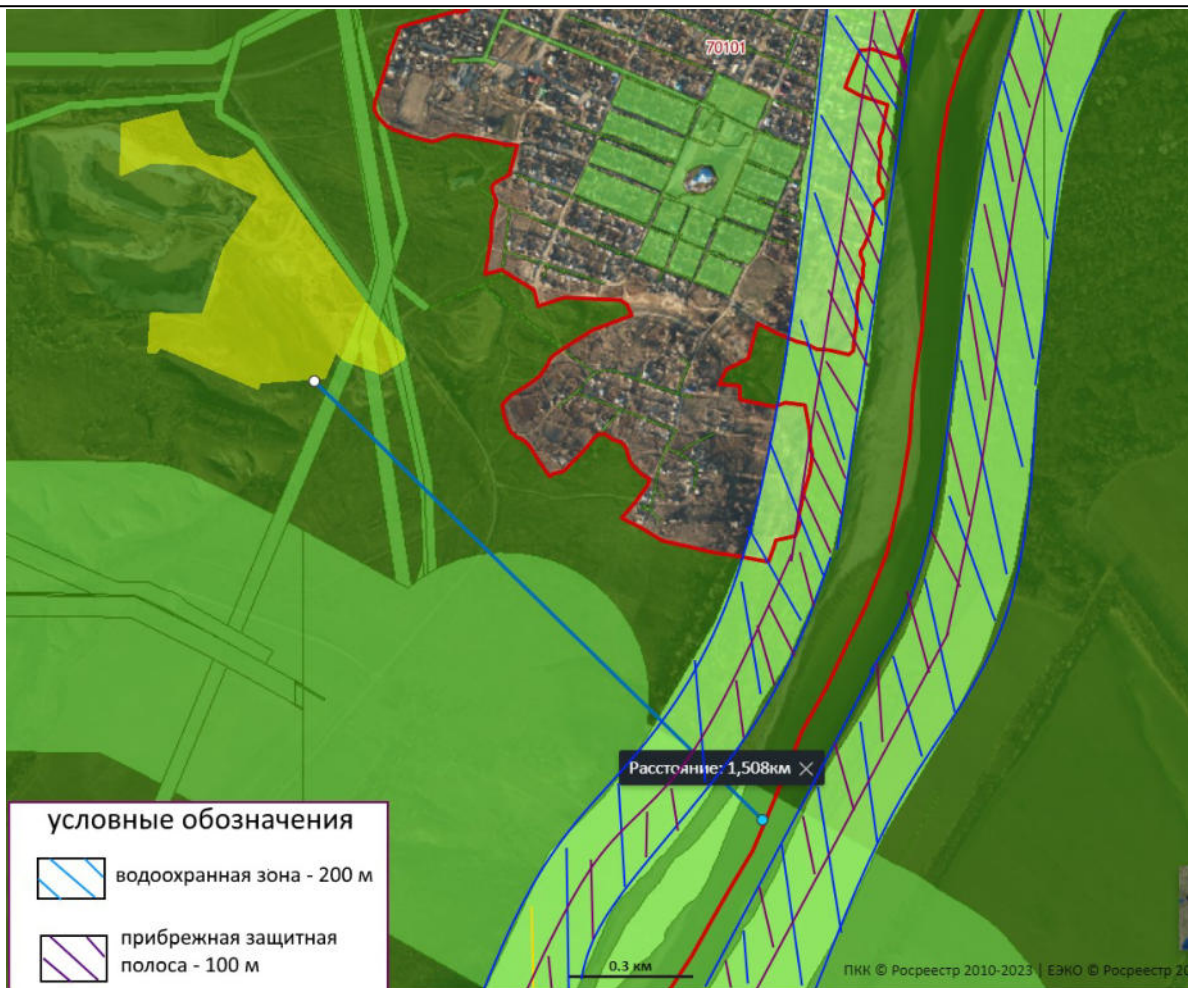 70101
Расстояние: 1,508км
условные обозначения
водоохранная зона - 200 м
прибрежная защитная
полоса - 100 м
0.3 км
ПКК © Росреестр 2010-2023 | ЕЭКО © Росреестр 20